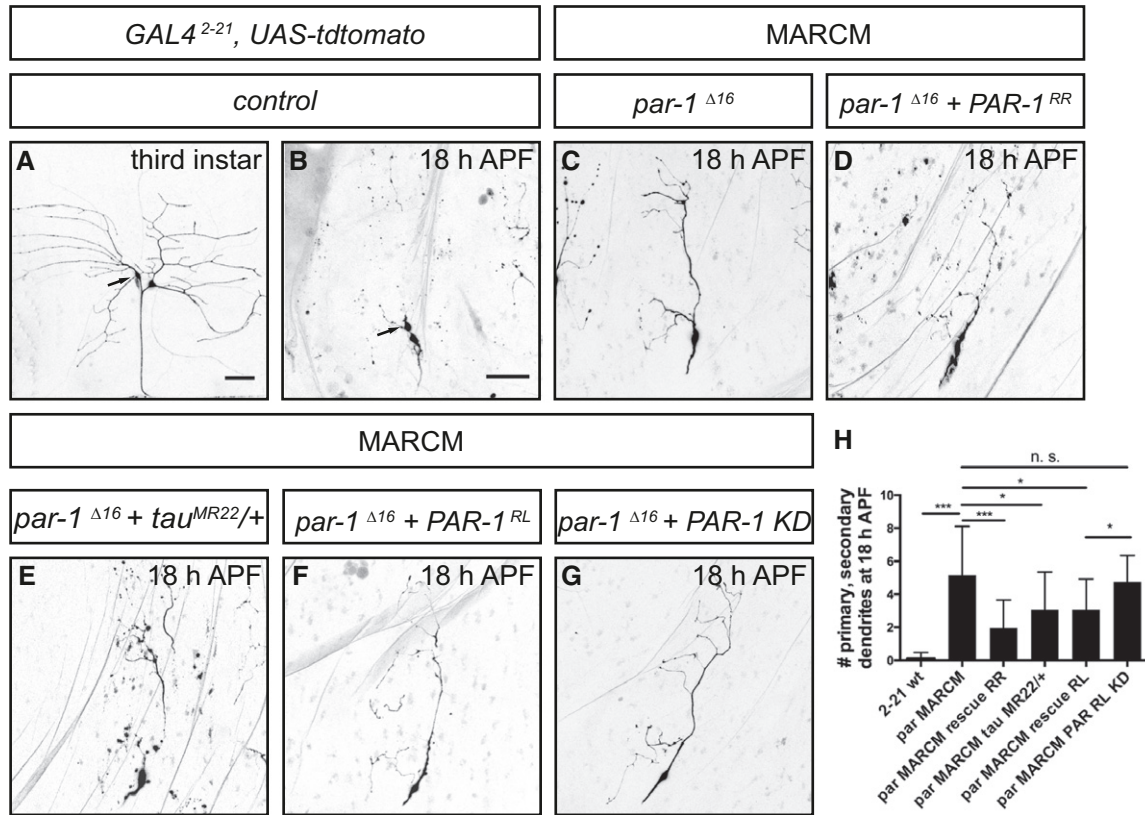 GAL4 2-21, UAS-tdtomato
MARCM
control
par-1 Δ16
par-1 Δ16 + PAR-1 RR
A third instar
B 18 h APF
C 18 h APF
D 18 h APF
MARCM
par-1 Δ16 + tau MR22/+
par-1 Δ16 + PAR-1 RL
par-1 Δ16 + PAR-1 KD
E 18 h APF
F 18 h APF
G 18 h APF
H
n. s.
*
*
***
***
*
# primary, secondary
dendrites at 18 h APF
10
8
6
4
2
0
2-21 wt
par MARCM
par MARCM rescue RR
par MARCM tau MR22/+
par MARCM rescue RL
par MARCM PAR RL KD